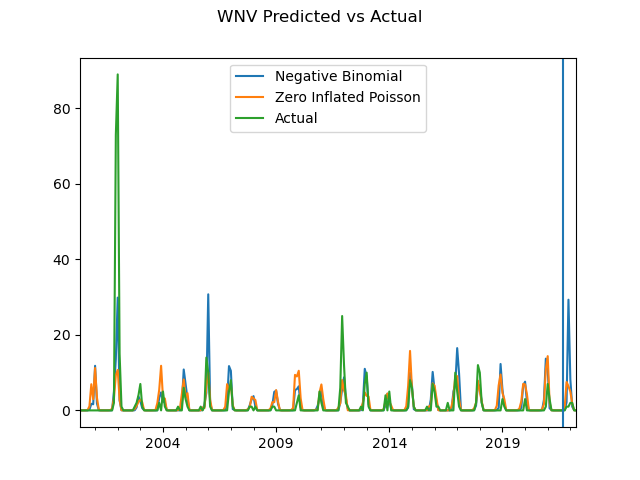 WNV Predicted vs Actual
Negative Binomial
Zero Inflated Poisson
Actual
80
60
40
20
0
2004
2009
2014
2019